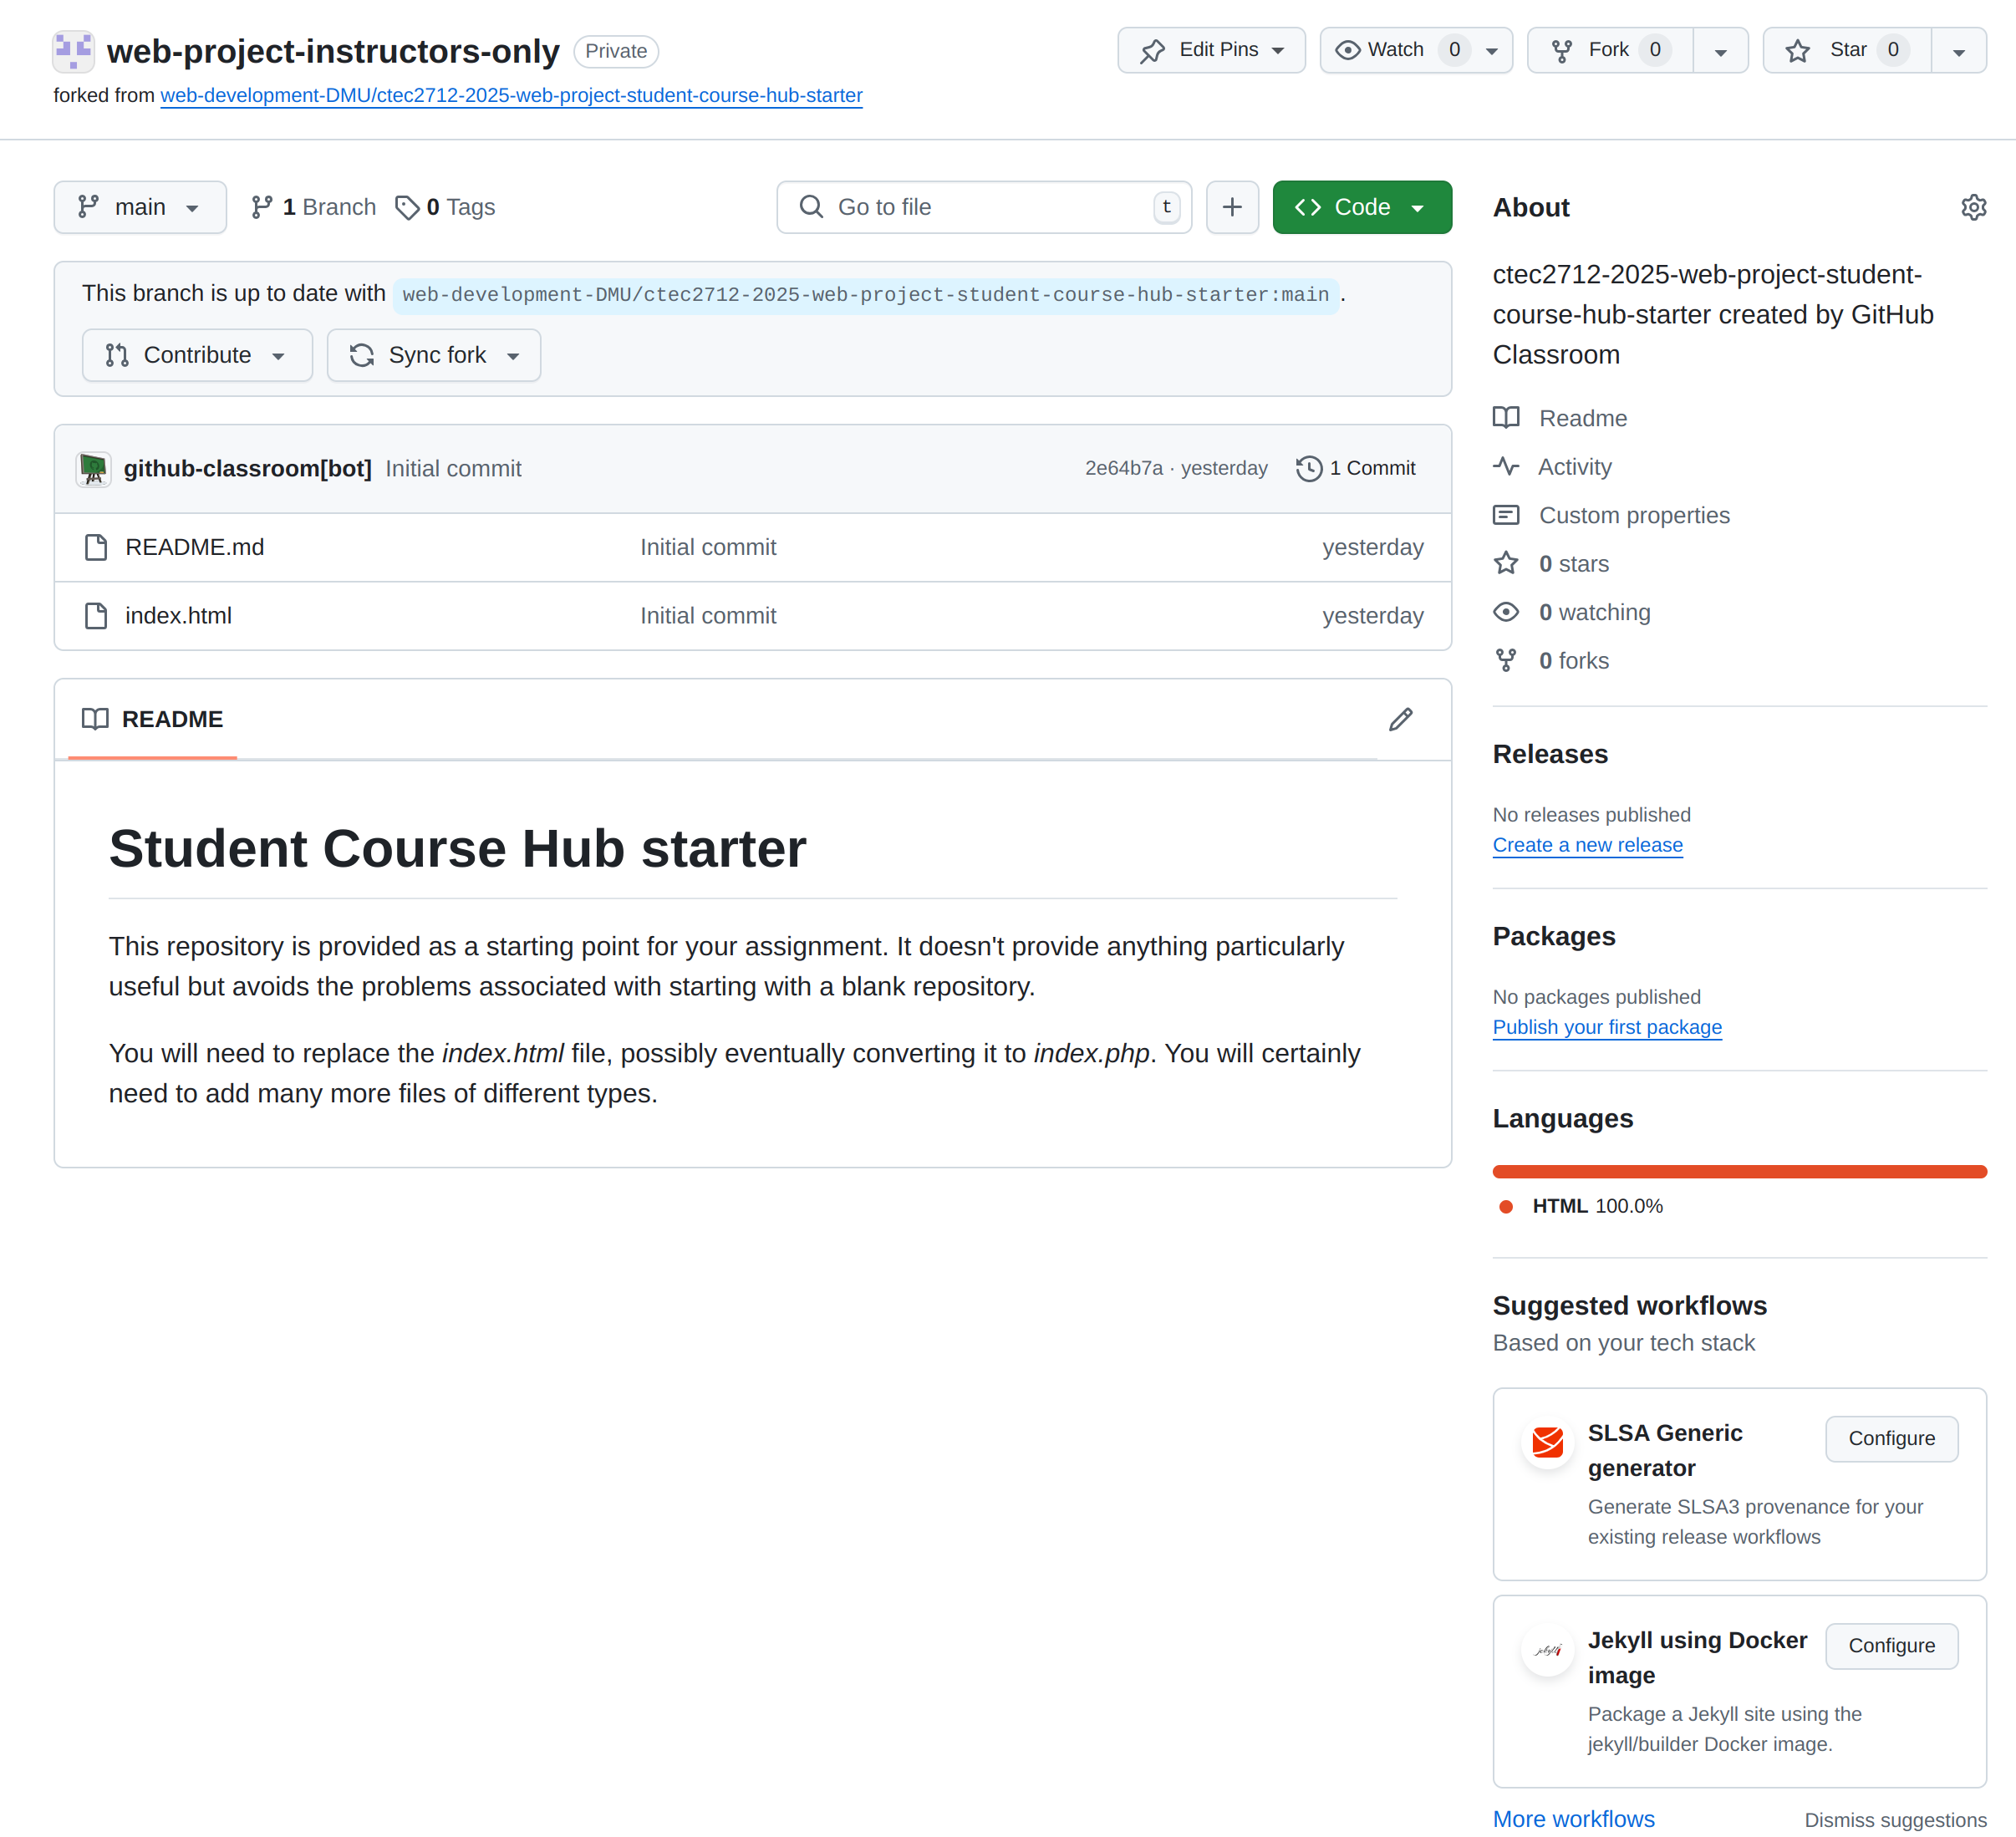 web-project-instructors-only Private
Edit Pins Watch 0 Fork 0 Star 0
forked from web-development-DMU/ctec2712-2025-web-project-student-course-hub-starter
main 1 Branch 0 Tags Go to file t Code
This branch is up to date with web-development-DMU/ctec2712-2025-web-project-student-course-hub-starter:main .
Contribute Sync fork
github-classroom[bot] Initial commit 2e64b7a · yesterday 1 Commit
README.md Initial commit yesterday
index.html Initial commit yesterday
README
Student Course Hub starter
This repository is provided as a starting point for your assignment. It doesn't provide anything particularly
useful but avoids the problems associated with starting with a blank repository.
You will need to replace the index.html file, possibly eventually converting it to index.php. You will certainly
need to add many more files of different types.
About
ctec2712-2025-web-project-student-
course-hub-starter created by GitHub
Classroom
Readme
Activity
Custom properties
0 stars
0 watching
0 forks
Releases
No releases published
Create a new release
Packages
No packages published
Publish your first package
Languages
HTML 100.0%
Suggested workflows
Based on your tech stack
SLSA Generic
generator
Configure
Generate SLSA3 provenance for your
existing release workflows
jekyll
Jekyll using Docker
image
Configure
Package a Jekyll site using the
jekyll/builder Docker image.
More workflows Dismiss suggestions